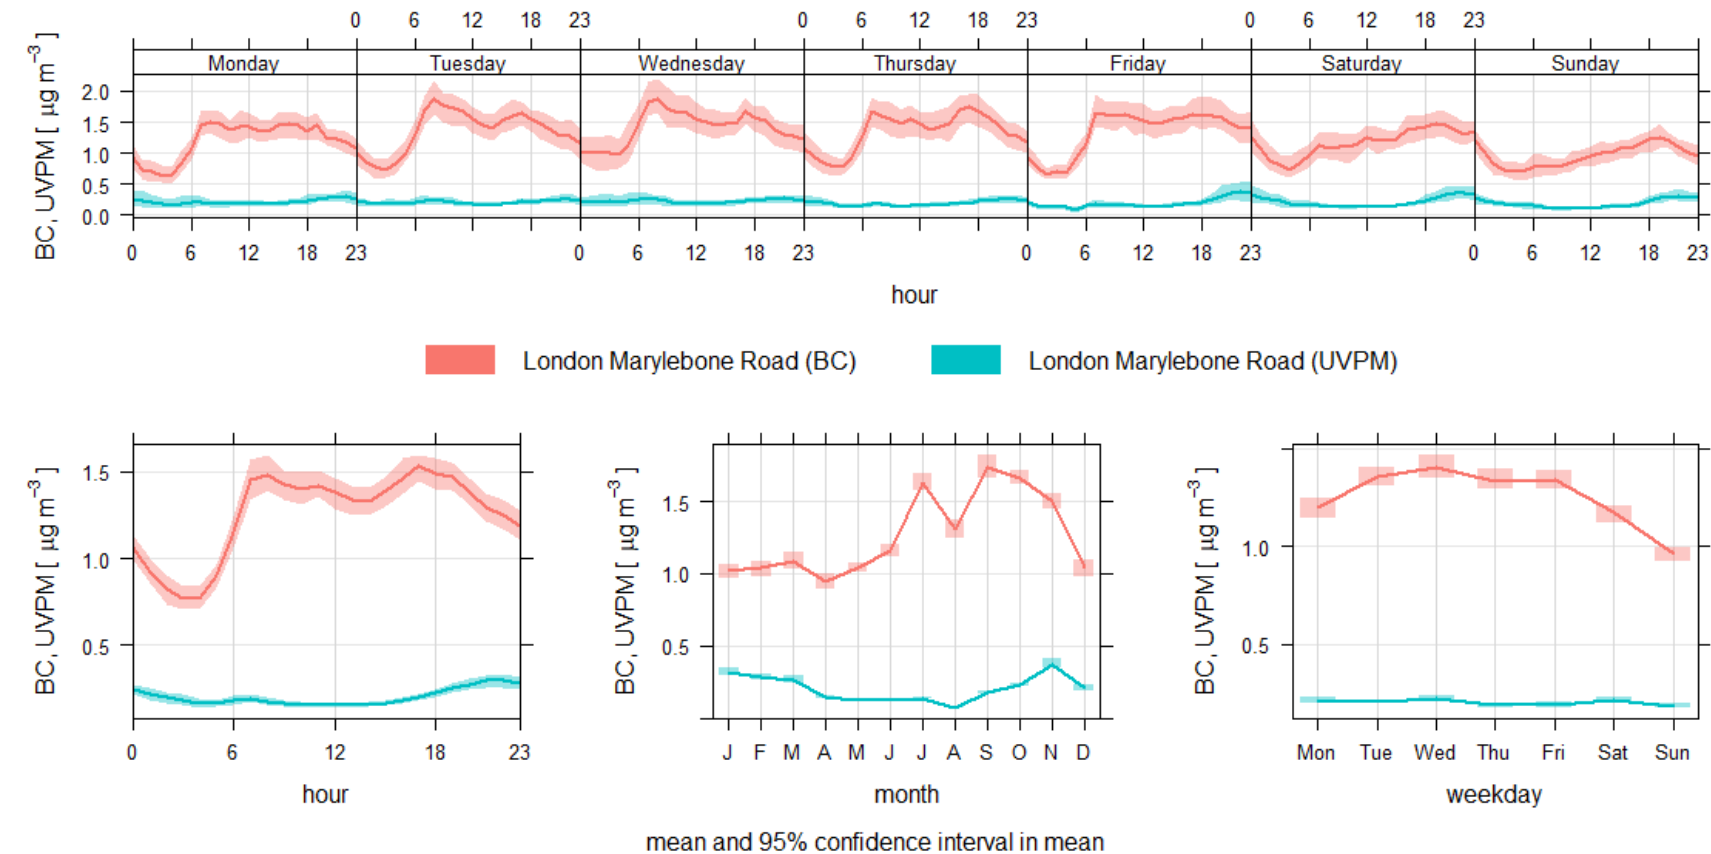 0 6 12 18 23 0 6 12 18 23 0 6 12 18 23
Monday Tuesday Wednesday Thursday Friday Saturday Sunday
BC, UVPM [ µg m⁻³ ]
2.0
1.5
1.0
0.5
0.0
0 6 12 18 23 0 6 12 18 23 0 6 12 18 23 0 6 12 18 23
hour
London Marylebone Road (BC) London Marylebone Road (UVPM)
BC, UVPM [ µg m⁻³ ]
1.5
1.0
0.5
0 6 12 18 23
hour
BC, UVPM [ µg m⁻³ ]
1.5
1.0
0.5
J F M A M J J A S O N D
month
BC, UVPM [ µg m⁻³ ]
1.0
0.5
Mon Tue Wed Thu Fri Sat Sun
weekday
mean and 95% confidence interval in mean